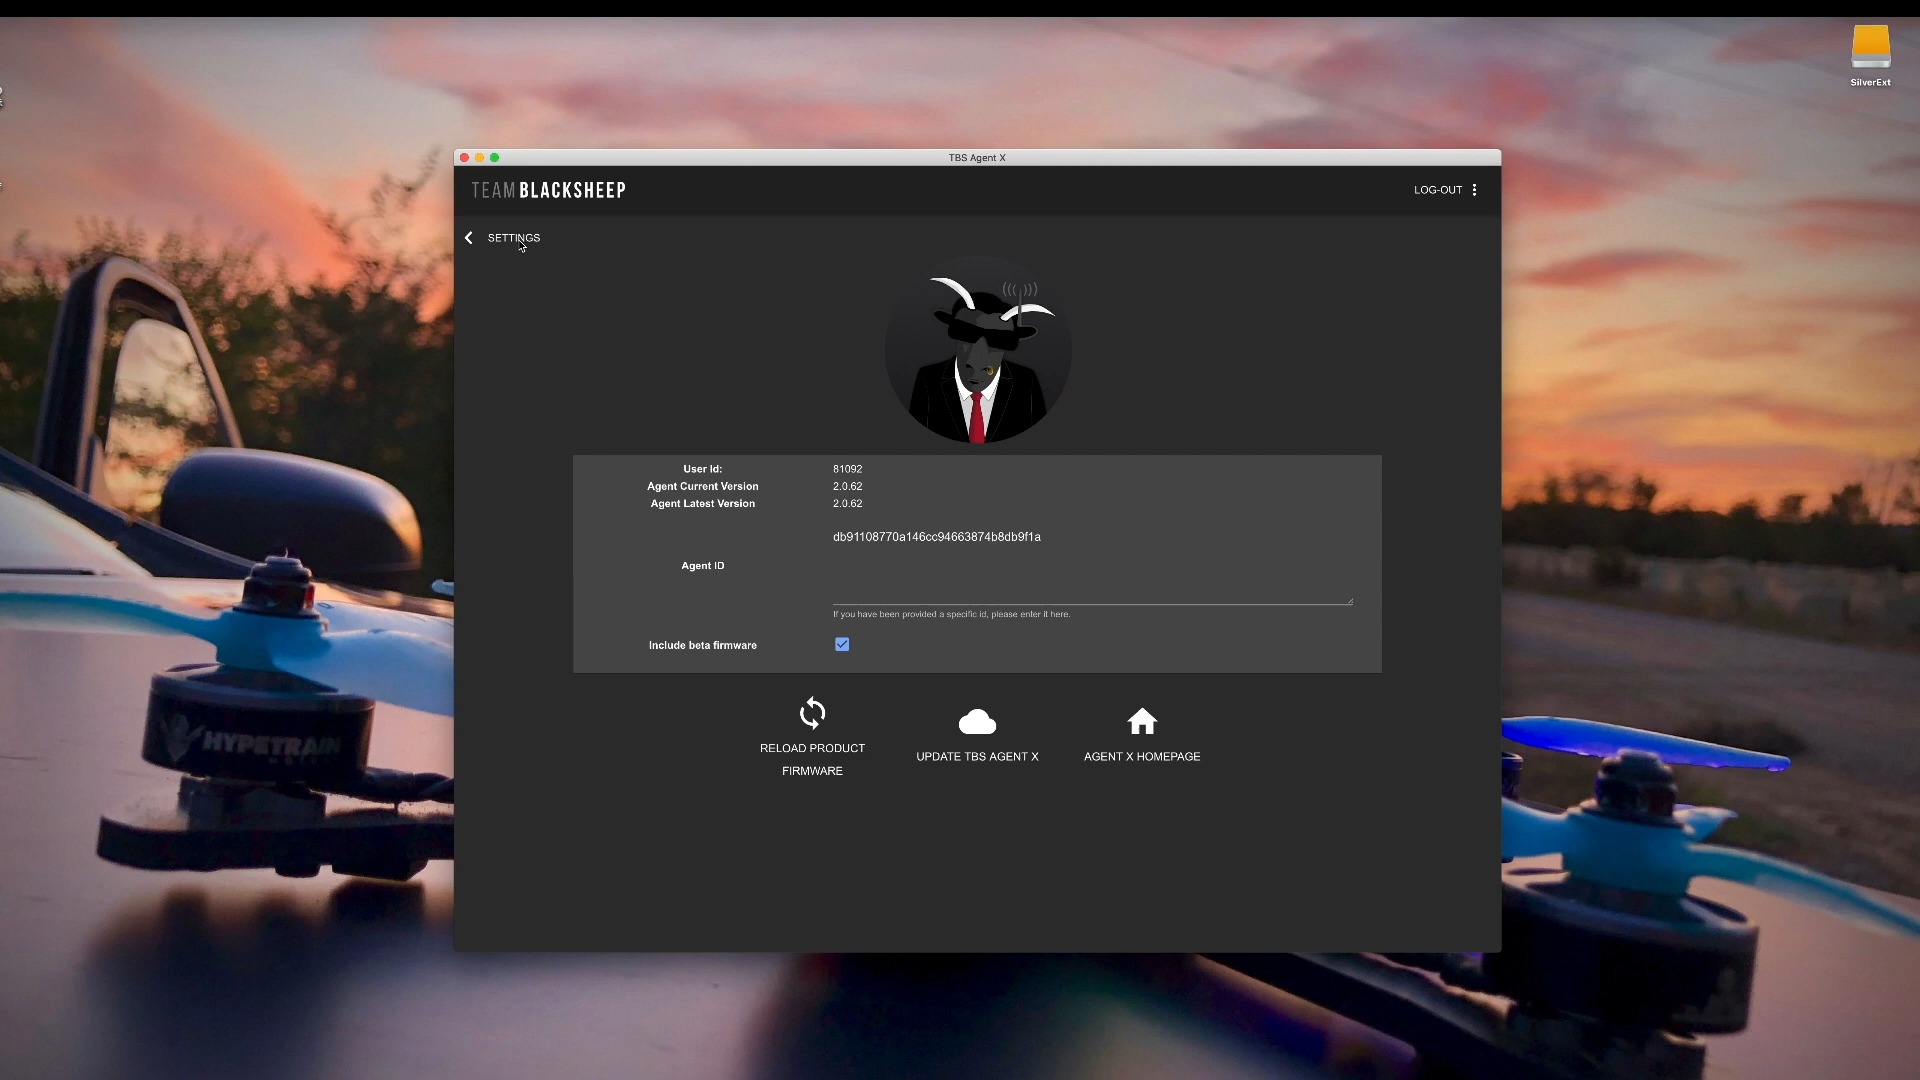 SilverExt
TBS Agent X
TEAM BLACKSHEEP
LOG-OUT
SETTINGS
User Id: 81092
Agent Current Version 2.0.62
Agent Latest Version 2.0.62
db91108770a146cc94663874b8db9f1a
Agent ID
If you have been provided a specific id, please enter it here.
Include beta firmware
RELOAD PRODUCT
FIRMWARE
UPDATE TBS AGENT X
AGENT X HOMEPAGE
HYPETRAIN